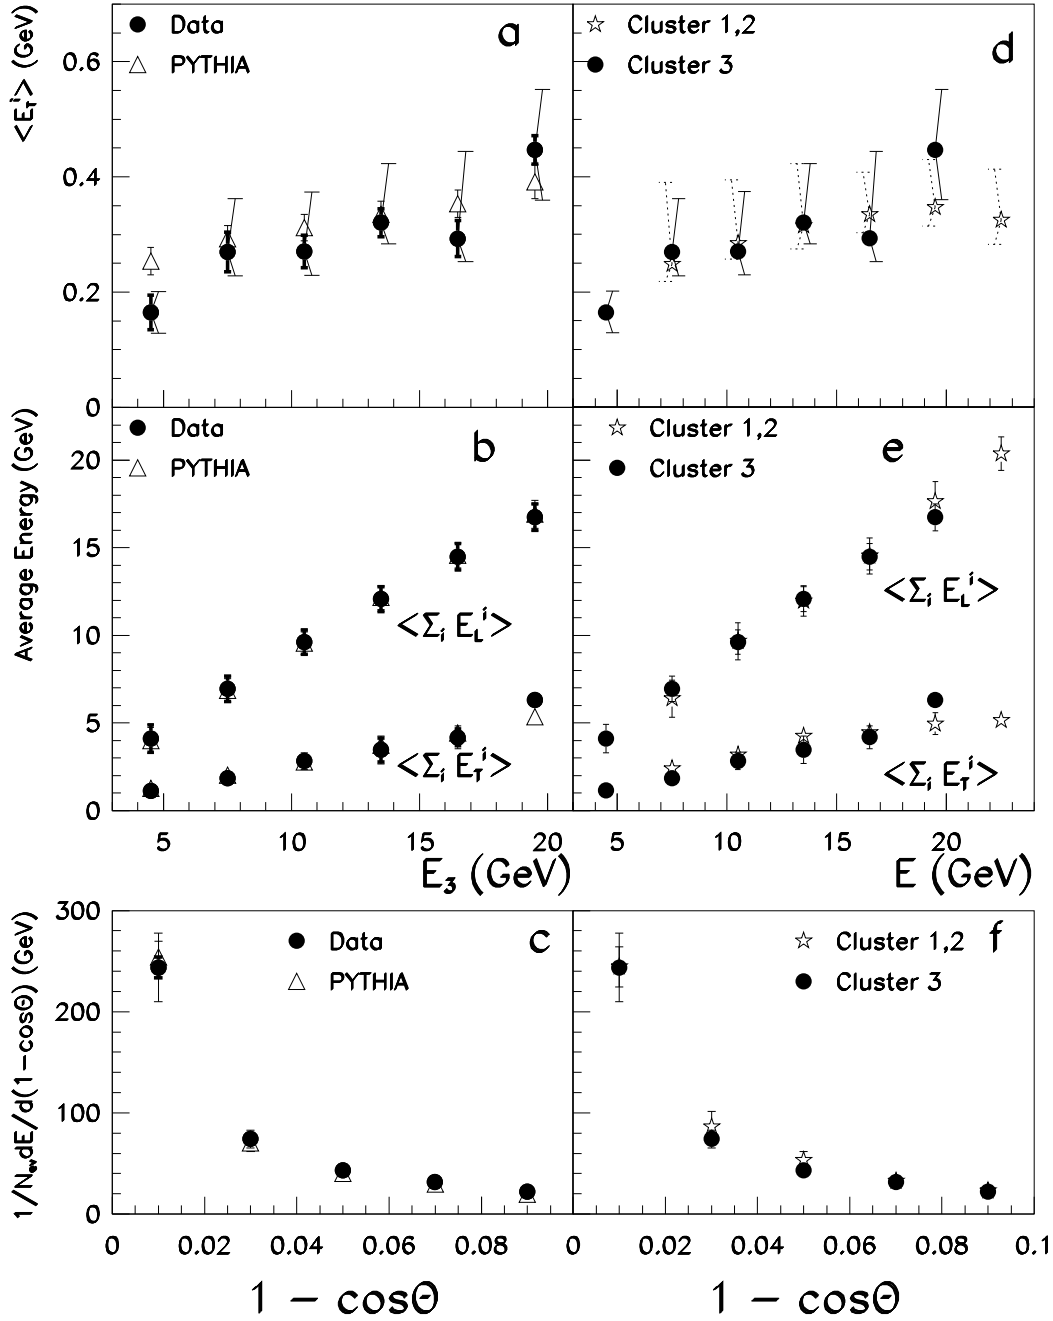 <E_T^i> (GeV)
Data
PYTHIA
a
0.6
0.4
0.2
0
Cluster 1,2
Cluster 3
d
Average Energy (GeV)
Data
PYTHIA
b
20
15
10
5
0
<Σ_i E_L^i>
<Σ_i E_T^i>
5
10
15
20
E_3 (GeV)
Cluster 1,2
Cluster 3
e
<Σ_i E_L^i>
<Σ_i E_T^i>
5
10
15
20
E (GeV)
1/N_ev dE/d(1-cosΘ) (GeV)
300
200
100
0
Data
PYTHIA
c
0 0.02 0.04 0.06 0.08
1 - cosΘ
Cluster 1,2
Cluster 3
f
0 0.02 0.04 0.06 0.08 0.1
1 - cosΘ